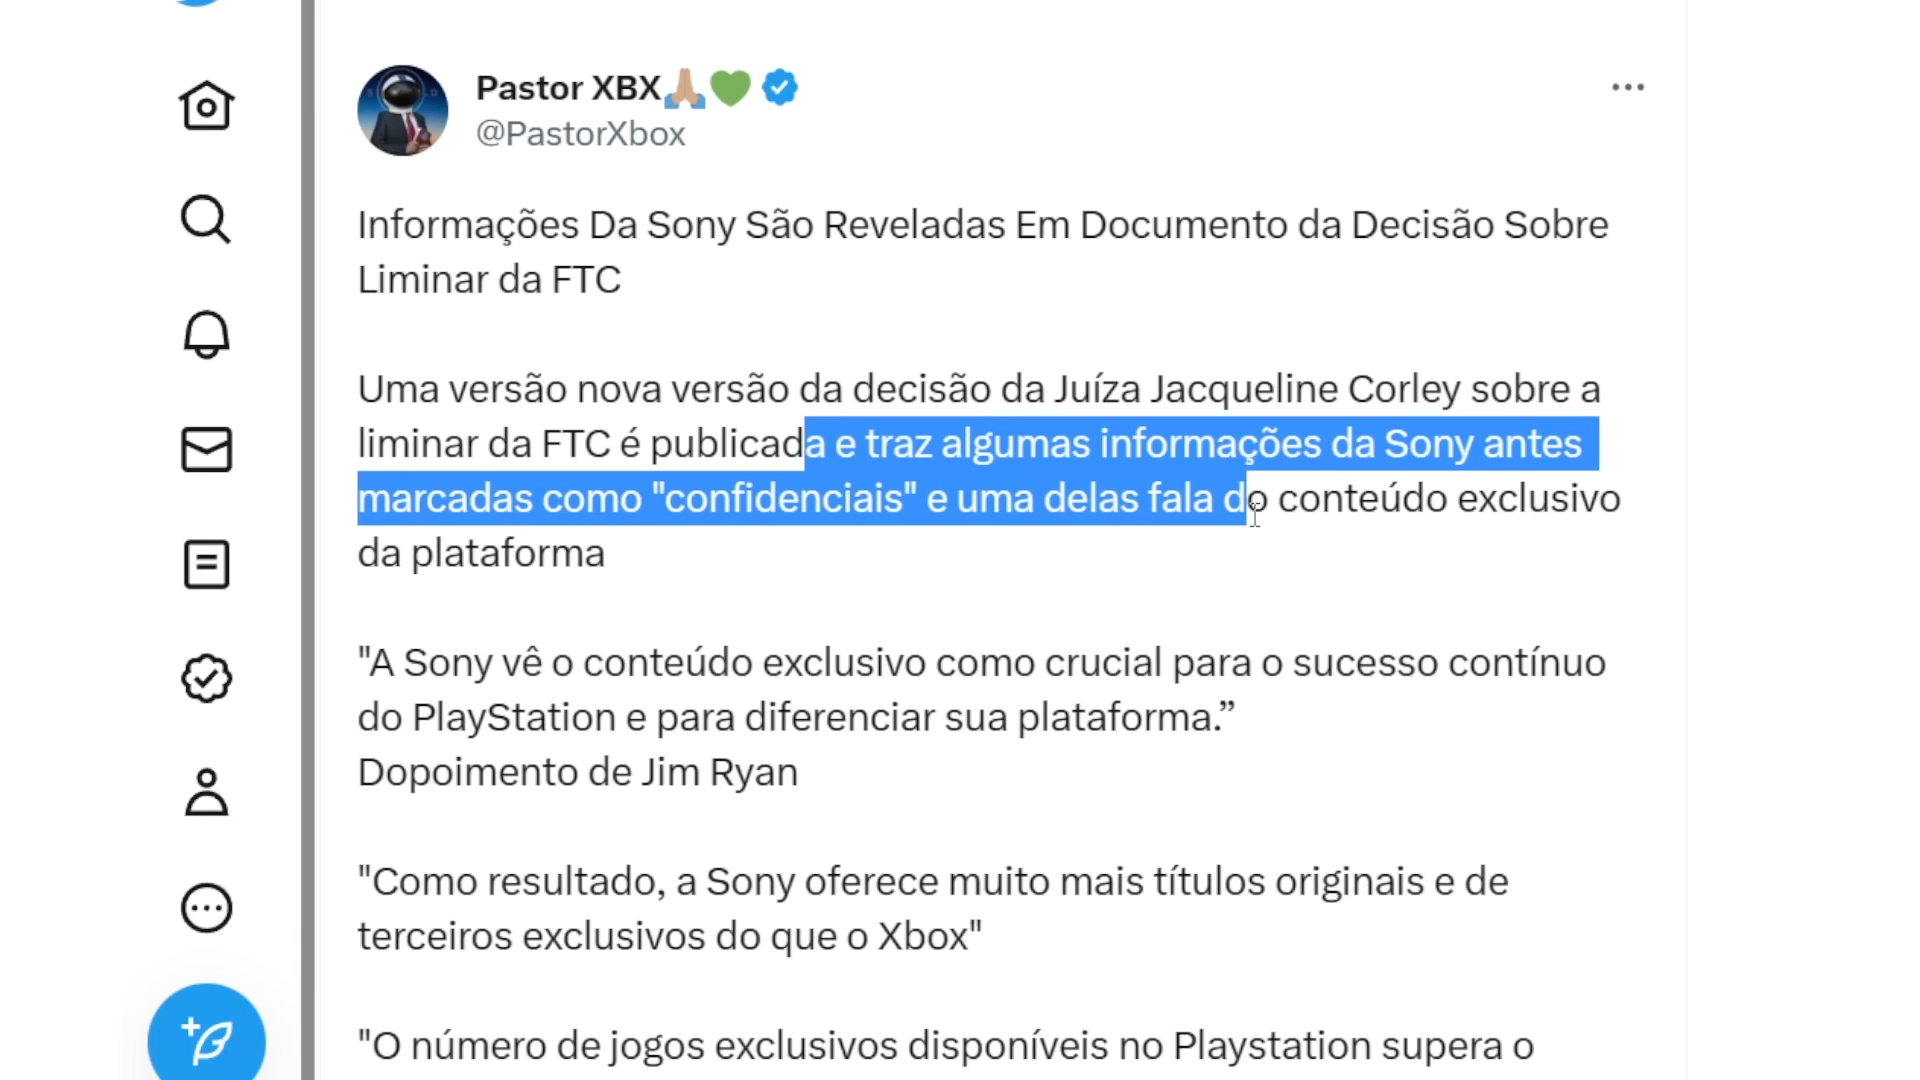 Pastor XBX🙏🏼💚
@PastorXbox
Informações Da Sony São Reveladas Em Documento da Decisão Sobre
Liminar da FTC
Uma versão nova versão da decisão da Juíza Jacqueline Corley sobre a
liminar da FTC é publicada e traz algumas informações da Sony antes
marcadas como "confidenciais" e uma delas fala do conteúdo exclusivo
da plataforma
"A Sony vê o conteúdo exclusivo como crucial para o sucesso contínuo
do PlayStation e para diferenciar sua plataforma.”
Dopoimento de Jim Ryan
"Como resultado, a Sony oferece muito mais títulos originais e de
terceiros exclusivos do que o Xbox"
"O número de jogos exclusivos disponíveis no Playstation supera o